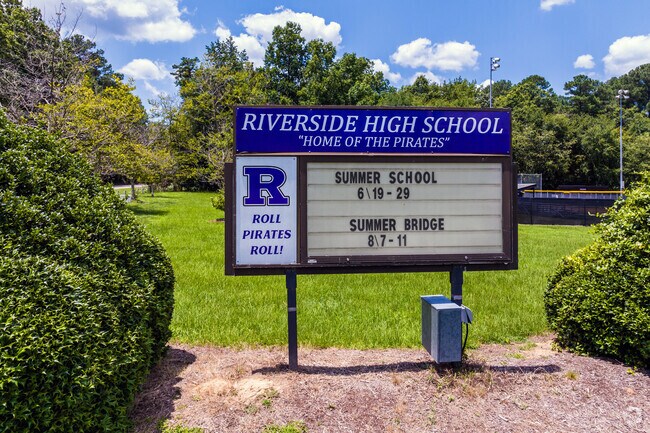 RIVERSIDE HIGH SCHOOL
"HOME OF THE PIRATES"
R
ROLL
PIRATES
ROLL!
SUMMER SCHOOL
6\19 - 29
SUMMER BRIDGE
8\7 - 11